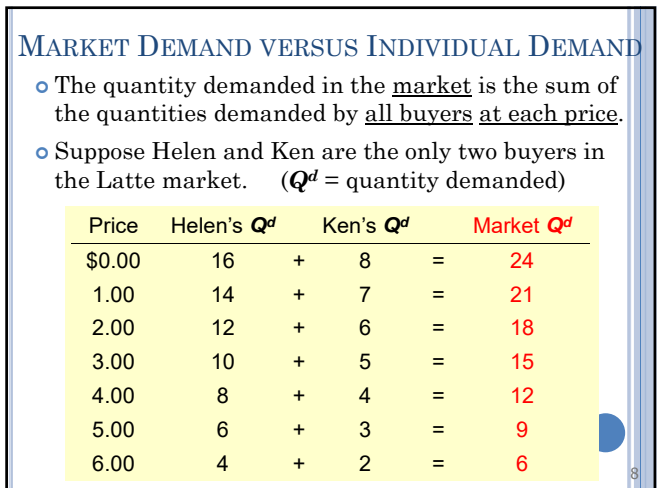 MARKET DEMAND VERSUS INDIVIDUAL DEMAND
The quantity demanded in the market is the sum of
the quantities demanded by all buyers at each price.
Suppose Helen and Ken are the only two buyers in
the Latte market. (Qd = quantity demanded)
Price Helen's Qd Ken's Qd Market Qd
$0.00 16 + 8 = 24
1.00 14 + 7 = 21
2.00 12 + 6 = 18
3.00 10 + 5 = 15
4.00 8 + 4 = 12
5.00 6 + 3 = 9
6.00 4 + 2 = 6
8